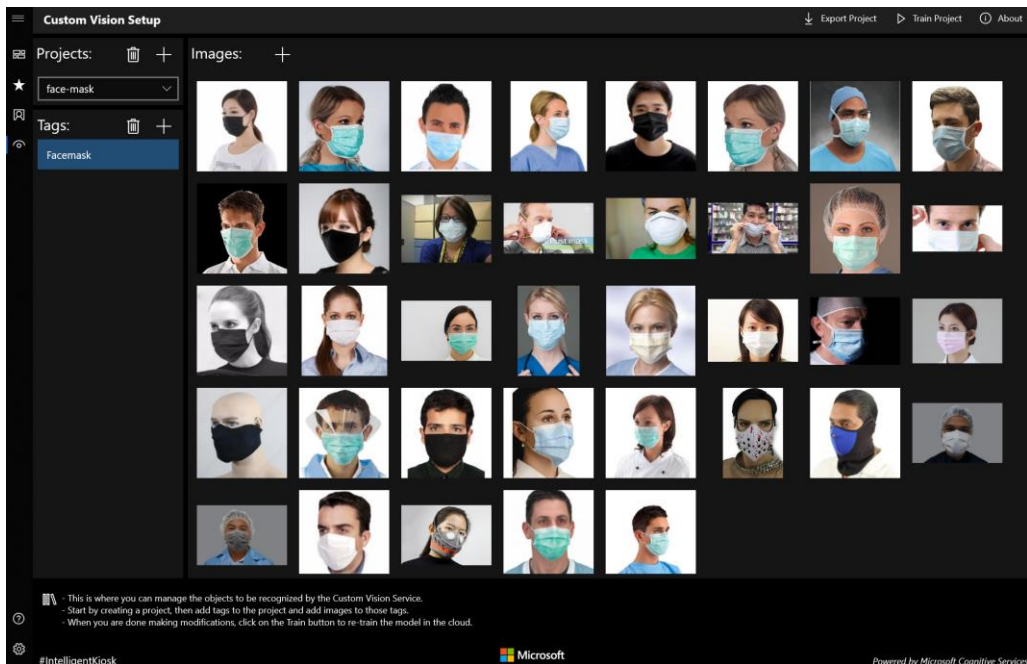 Custom Vision Setup
Export Project
Train Project
About
Projects:
face-mask
Tags:
Facemask
Images:
- This is where you can manage the objects to be recognized by the Custom Vision Service.
- Start by creating a project, then add tags to the project and add images to those tags.
- When you are done making modifications, click on the Train button to re-train the model in the cloud.
#IntelligentKiosk
Microsoft
Powered by Microsoft Cognitive Services